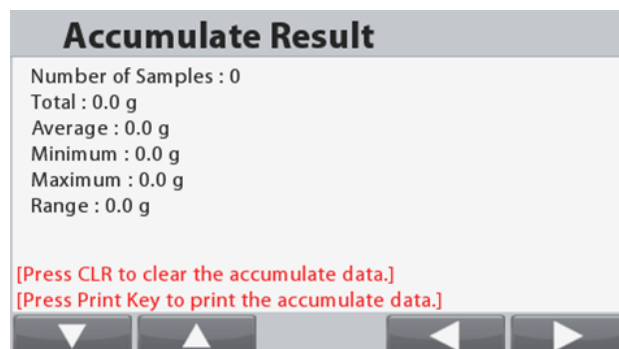 Accumulate Result
Number of Samples : 0
Total : 0.0 g
Average : 0.0 g
Minimum : 0.0 g
Maximum : 0.0 g
Range : 0.0 g
[Press CLR to clear the accumulate data.]
[Press Print Key to print the accumulate data.]